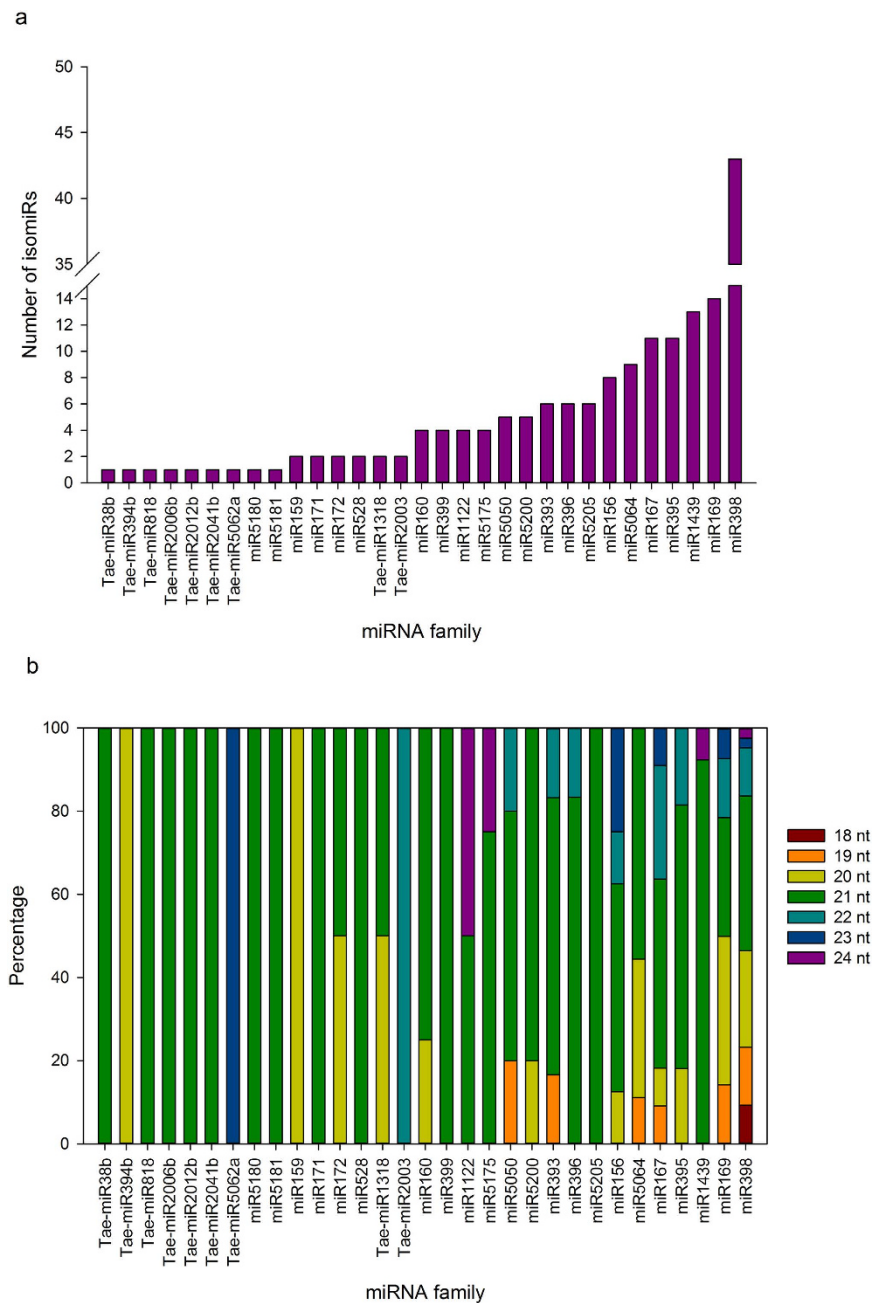 a
50
45
40
35
14
12
10
8
6
4
2
0
Number of isomiRs
Tae-miR38b
Tae-miR394b
Tae-miR818
Tae-miR2006b
Tae-miR2012b
Tae-miR2041b
Tae-miR5062a
miR5180
miR5181
miR159
miR171
miR172
miR528
Tae-miR1318
Tae-miR2003
miR160
miR399
miR1122
miR5175
miR5050
miR5200
miR393
miR396
miR5205
miR156
miR5064
miR167
miR395
miR1439
miR169
miR398
miRNA family
b
100
80
60
40
20
0
Percentage
18 nt
19 nt
20 nt
21 nt
22 nt
23 nt
24 nt
Tae-miR38b
Tae-miR394b
Tae-miR818
Tae-miR2006b
Tae-miR2012b
Tae-miR2041b
Tae-miR5062a
miR5180
miR5181
miR159
miR171
miR172
miR528
Tae-miR1318
Tae-miR2003
miR160
miR399
miR1122
miR5175
miR5050
miR5200
miR393
miR396
miR5205
miR156
miR5064
miR167
miR395
miR1439
miR169
miR398
miRNA family